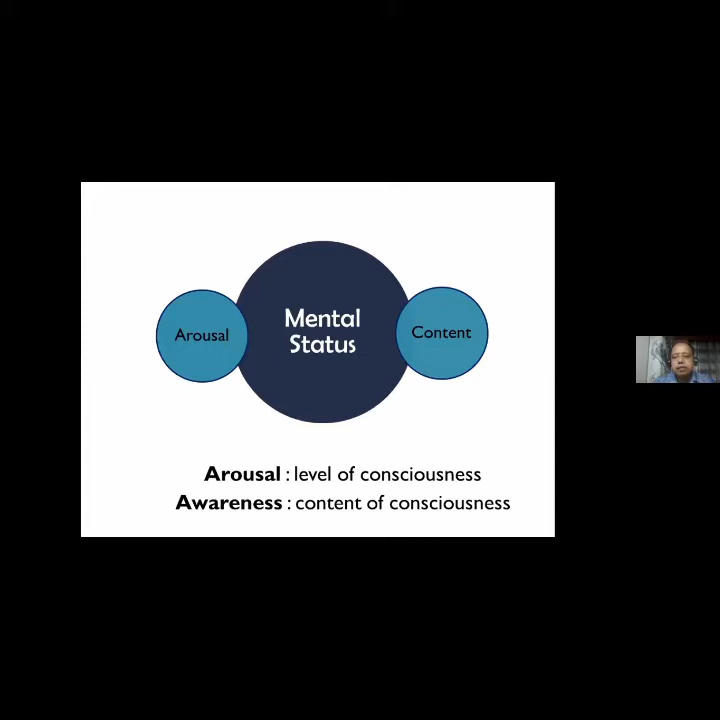 Mental
Status
Arousal
Content
Arousal : level of consciousness
Awareness : content of consciousness